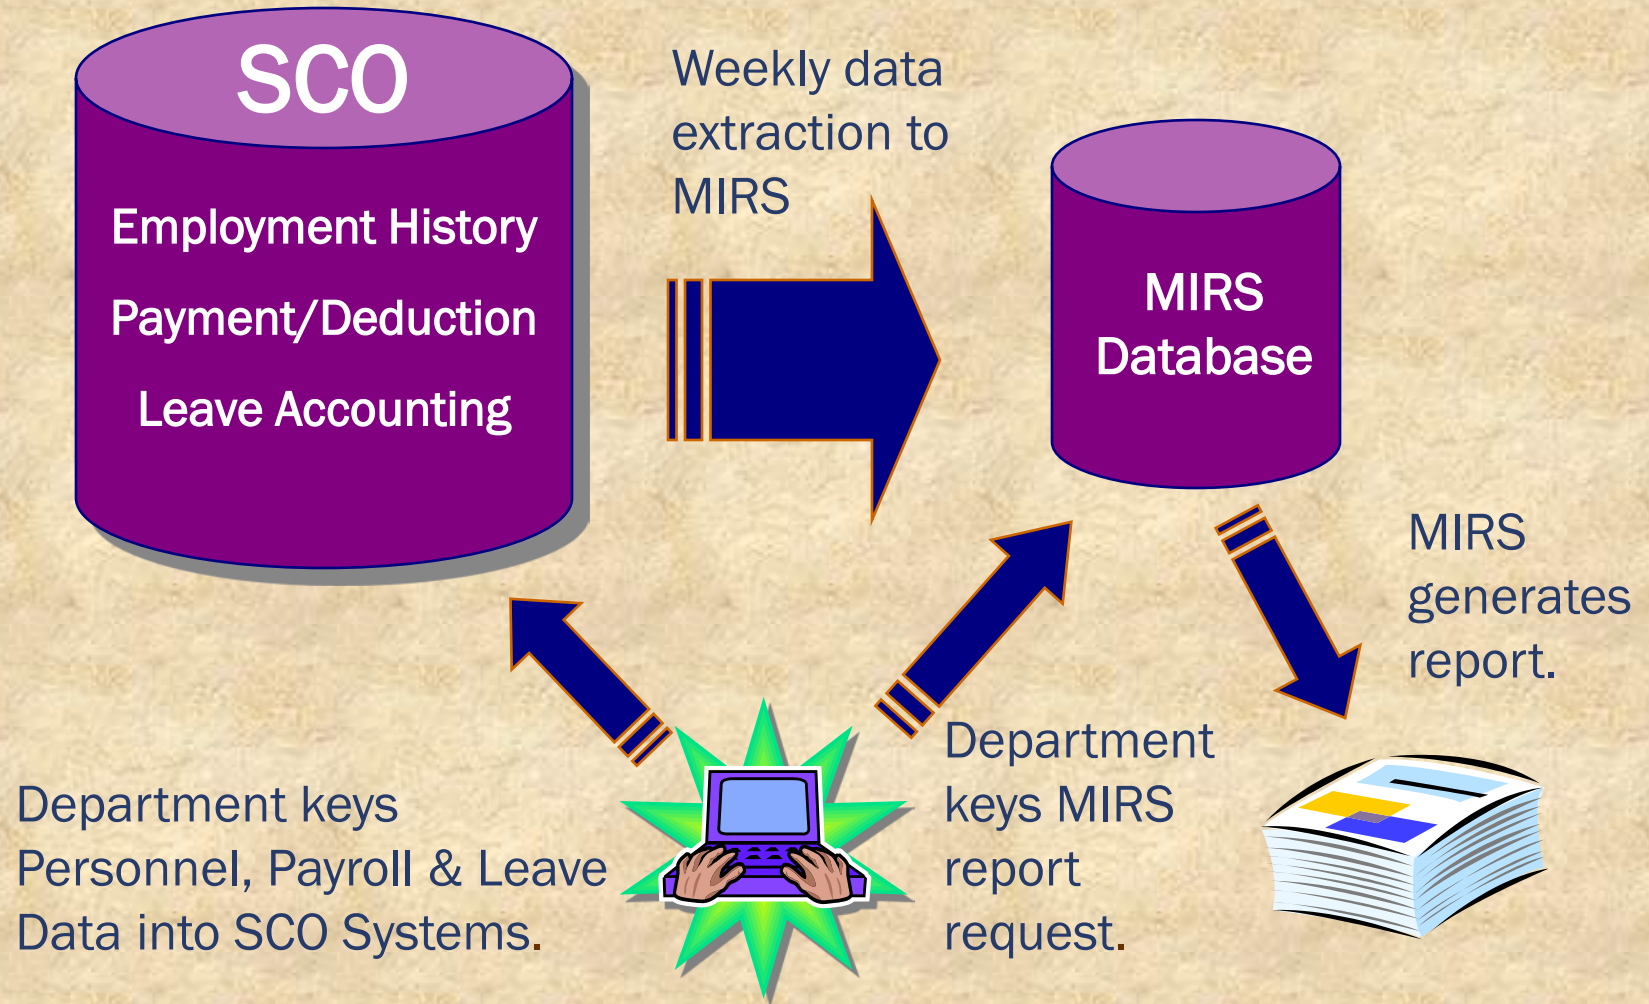 SCO
Employment History
Payment/Deduction
Leave Accounting
Weekly data
extraction to
MIRS
MIRS
Database
MIRS
generates
report.
Department keys
Personnel, Payroll & Leave
Data into SCO Systems.
Department
keys MIRS
report
request.